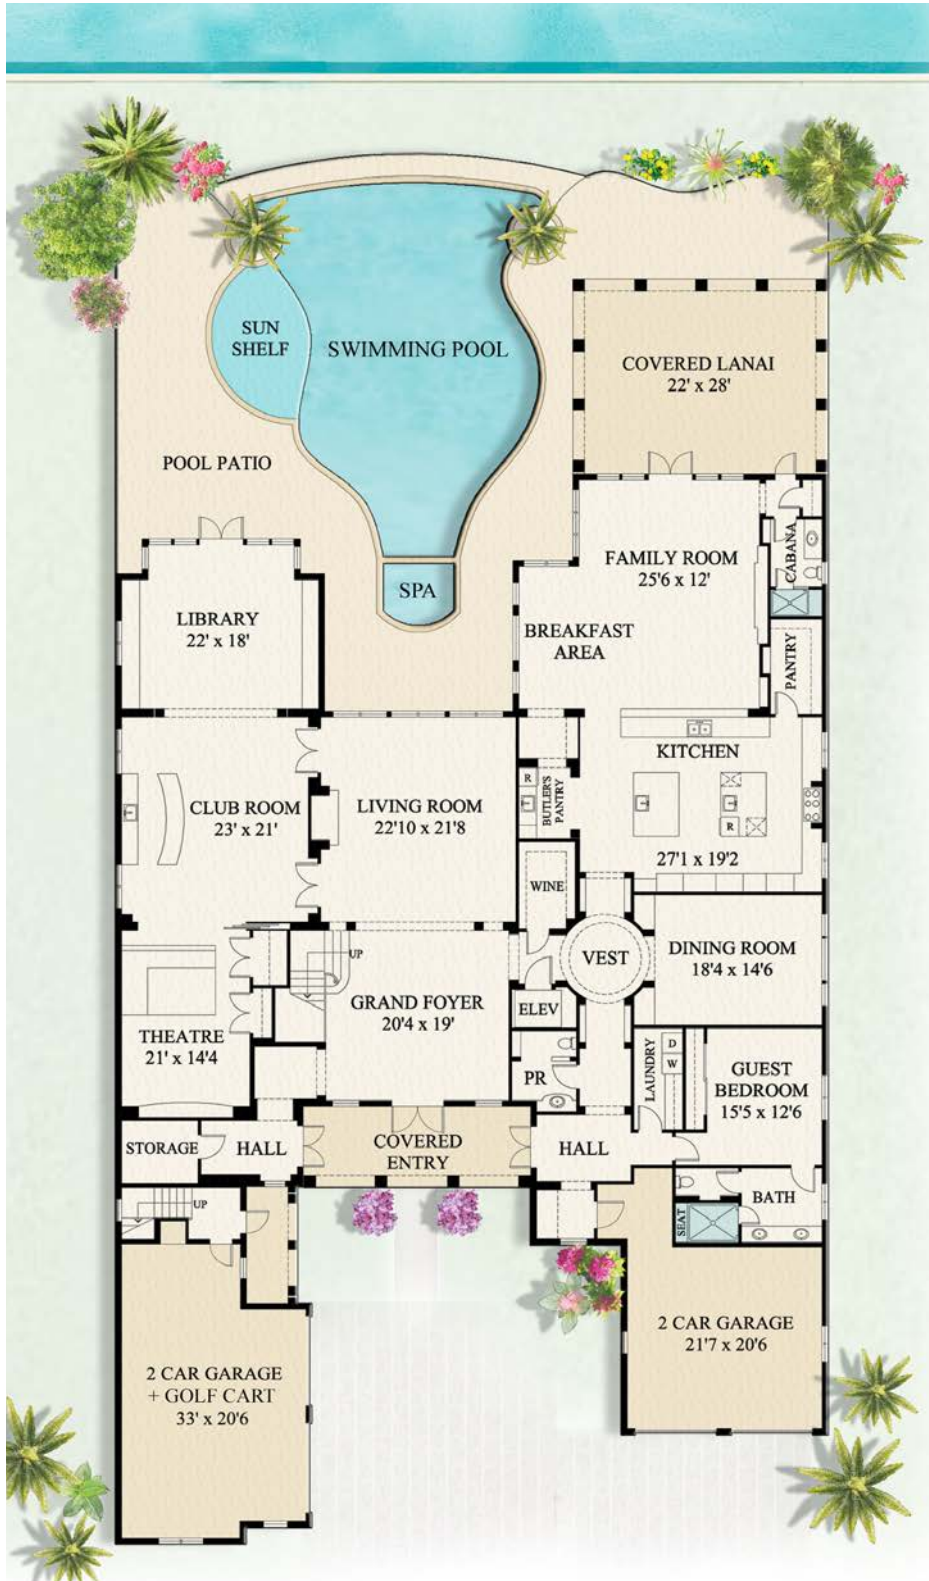 SUN
SHELF
SWIMMING POOL
COVERED LANAI
22' x 28'
POOL PATIO
FAMILY ROOM
25'6 x 12'
CABANA
SPA
LIBRARY
22' x 18'
BREAKFAST
AREA
PANTRY
KITCHEN
R
BUTLER'S
PANTRY
CLUB ROOM
23' x 21'
LIVING ROOM
22'10 x 21'8
R
27'1 x 19'2
WINE
UP
VEST
DINING ROOM
18'4 x 14'6
GRAND FOYER
20'4 x 19'
ELEV
THEATRE
21' x 14'4
PR
LAUNDRY
D
W
GUEST
BEDROOM
15'5 x 12'6
STORAGE
HALL
COVERED
ENTRY
HALL
UP
BATH
SEAT
2 CAR GARAGE
21'7 x 20'6
2 CAR GARAGE
+ GOLF CART
33' x 20'6